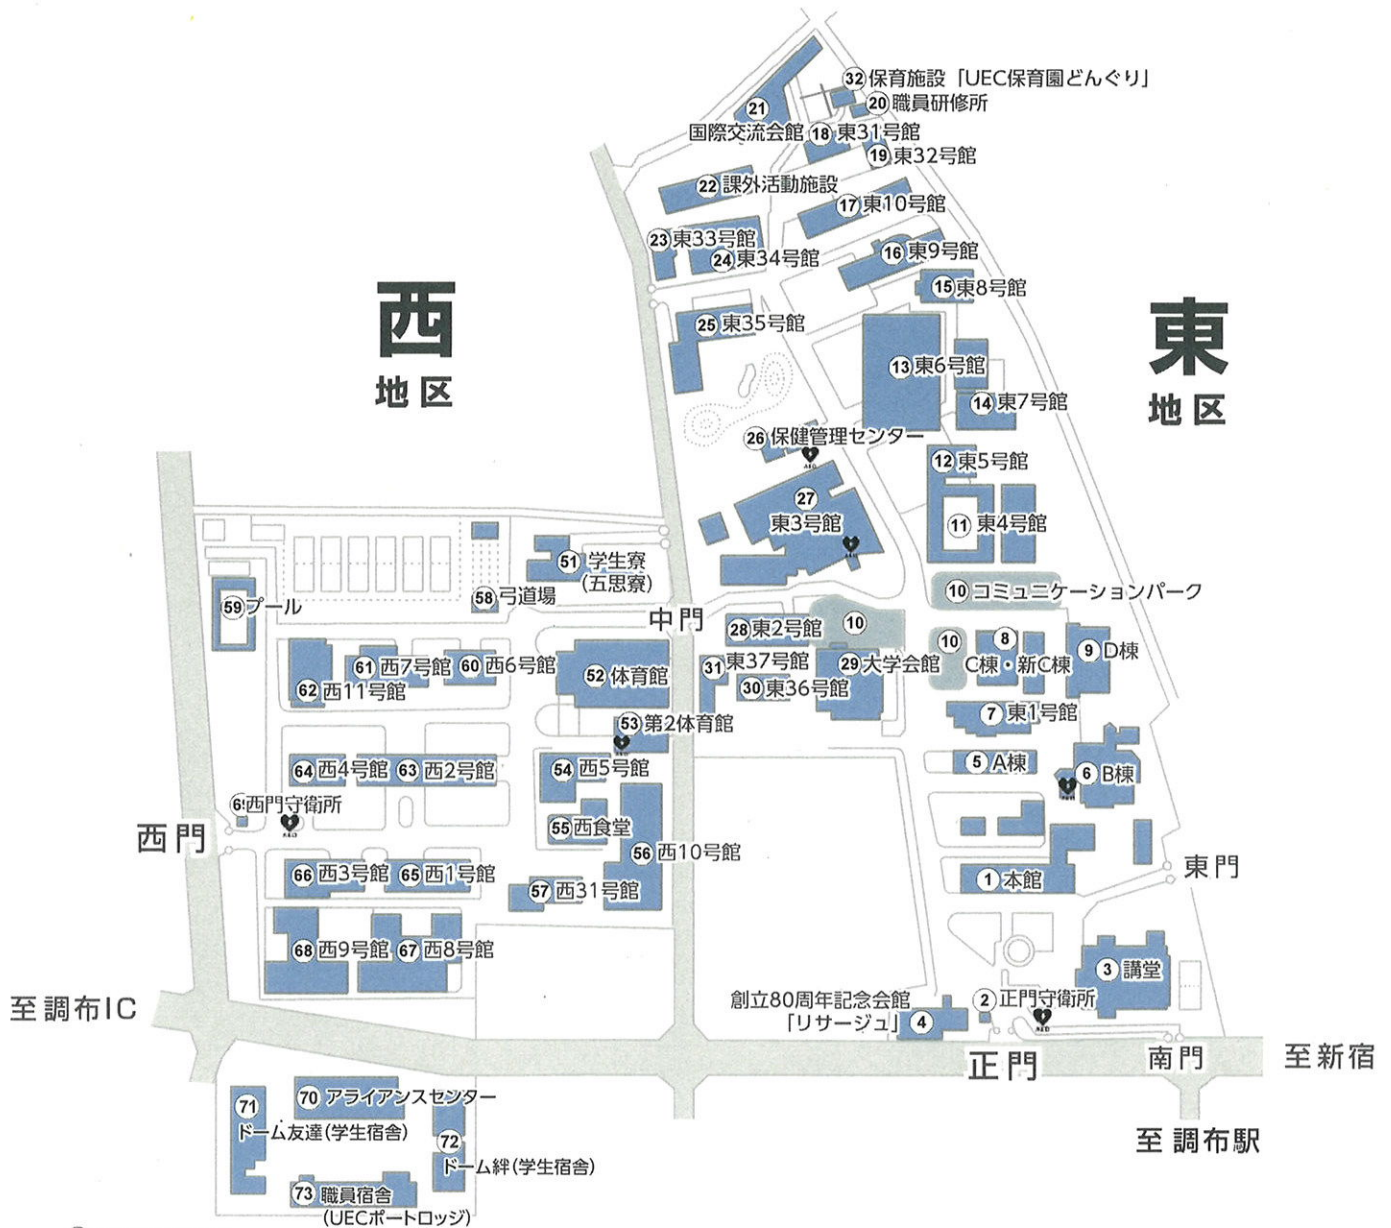 32 保育施設「UEC保育園どんぐり」
20 職員研修所
21
国際交流会館
18 東31号館
19 東32号館
22 課外活動施設
17 東10号館
23 東33号館
24 東34号館
16 東9号館
15 東8号館
西
地区
東
地区
25 東35号館
13 東6号館
14 東7号館
26 保健管理センター
AED
12 東5号館
27
東3号館
AED
11 東4号館
51 学生寮
(五思寮)
58 弓道場
59 プール
10 コミュニケーションパーク
中門
28 東2号館
10
10
8
C棟・新C棟
9 D棟
31 東37号館
30 東36号館
29 大学会館
62 西11号館
61 西7号館
60 西6号館
52 体育館
53 第2体育館
AED
7 東1号館
5 A棟
6 B棟
AED
64 西4号館
63 西2号館
54 西5号館
西門守衛所
AED
西門
55 西食堂
56 西10号館
66 西3号館
65 西1号館
57 西31号館
1 本館
東門
68 西9号館
67 西8号館
3 講堂
至調布IC
創立80周年記念会館
「リサージュ」
4
2 正門守衛所
AED
正門
南門
至新宿
至調布駅
71
ドーム友達(学生宿舎)
70 アライアンスセンター
72
ドーム絆(学生宿舎)
73 職員宿舎
(UECポートロッジ)